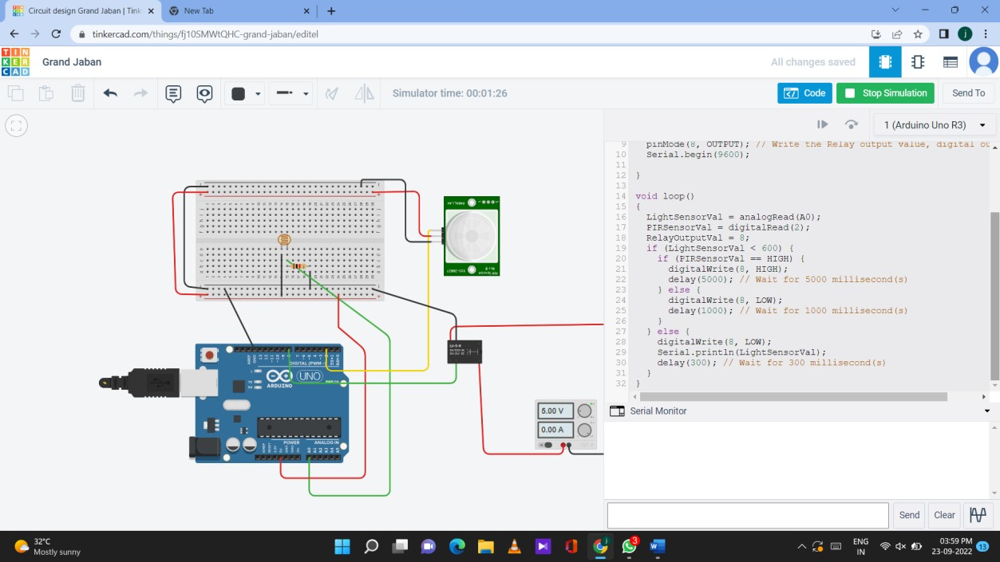 Circuit design Grand Jaban | Tink
New Tab
tinkercad.com/things/fj10SMWtQHC-grand-jaban/editel
TIN
KER
CAD
Grand Jaban
All changes saved
Simulator time: 00:01:26
Code
Stop Simulation
Send To
1 (Arduino Uno R3)
9 pinMode(8, OUTPUT); // Write the Relay output value, digital ou
10 Serial.begin(9600);
11
12 }
13
14 void loop()
15 {
16 LightSensorVal = analogRead(A0);
17 PIRSensorVal = digitalRead(2);
18 RelayOutputVal = 8;
19 if (LightSensorVal < 600) {
20 if (PIRSensorVal == HIGH) {
21 digitalWrite(8, HIGH);
22 delay(5000); // Wait for 5000 millisecond(s)
23 } else {
24 digitalWrite(8, LOW);
25 delay(1000); // Wait for 1000 millisecond(s)
26 }
27 } else {
28 digitalWrite(8, LOW);
29 Serial.println(LightSensorVal);
30 delay(300); // Wait for 300 millisecond(s)
31 }
32 }
DIGITAL (PWM
UNO
ARDUINO
POWER
ANALOG IN
5.00 V
0.00 A
Serial Monitor
Send
Clear
32°C
Mostly sunny
3
ENG
IN
03:59 PM
23-09-2022
13